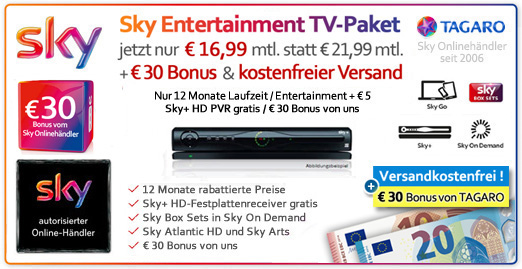 sky
Sky Entertainment TV-Paket
jetzt nur € 16,99 mtl. statt € 21,99 mtl.
+ € 30 Bonus & kostenfreier Versand
TAGARO
Sky Onlinehändler
seit 2006
€30
Bonus vom
Sky Onlinehändler
Nur 12 Monate Laufzeit / Entertainment + € 5
Sky+ HD PVR gratis / € 30 Bonus von uns
Abbildungsbeispiel
Sky Go
sky
BOX SETS
Sky+
Sky On Demand
sky
autorisierter
Online-Händler
12 Monate rabattierte Preise
Sky+ HD-Festplattenreceiver gratis
Sky Box Sets in Sky On Demand
Sky Atlantic HD und Sky Arts
€ 30 Bonus von uns
Versandkostenfrei !
+
€ 30 Bonus von TAGARO
20